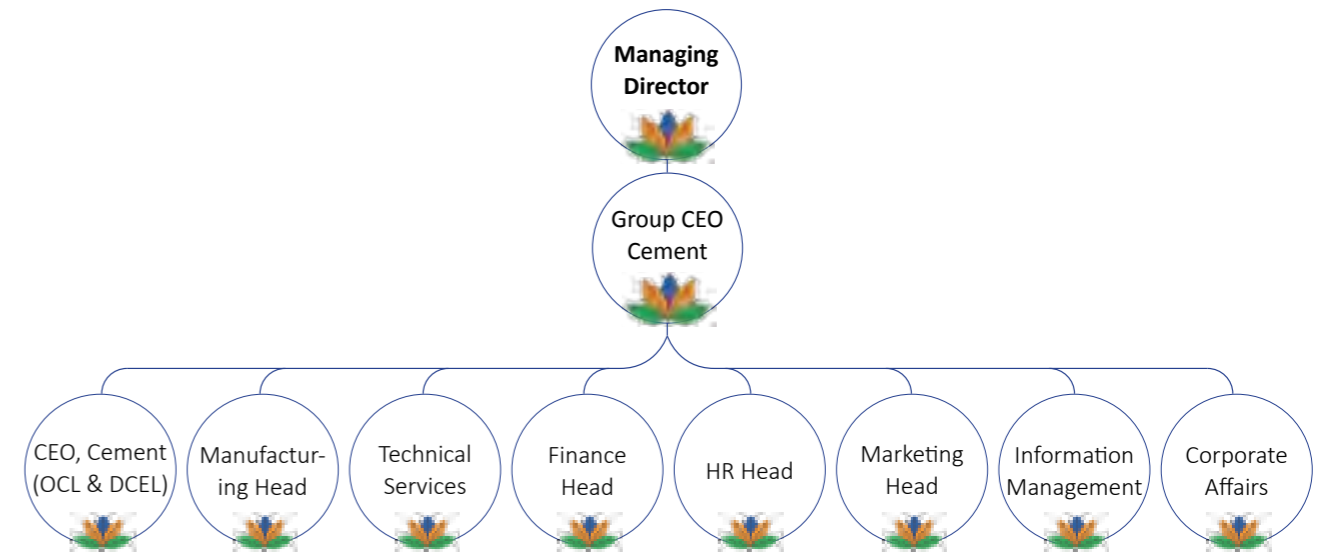 Managing
Director
Group CEO
Cement
CEO, Cement
(OCL & DCEL)
Manufactur-
ing Head
Technical
Services
Finance
Head
HR Head
Marketing
Head
Information
Management
Corporate
Affairs